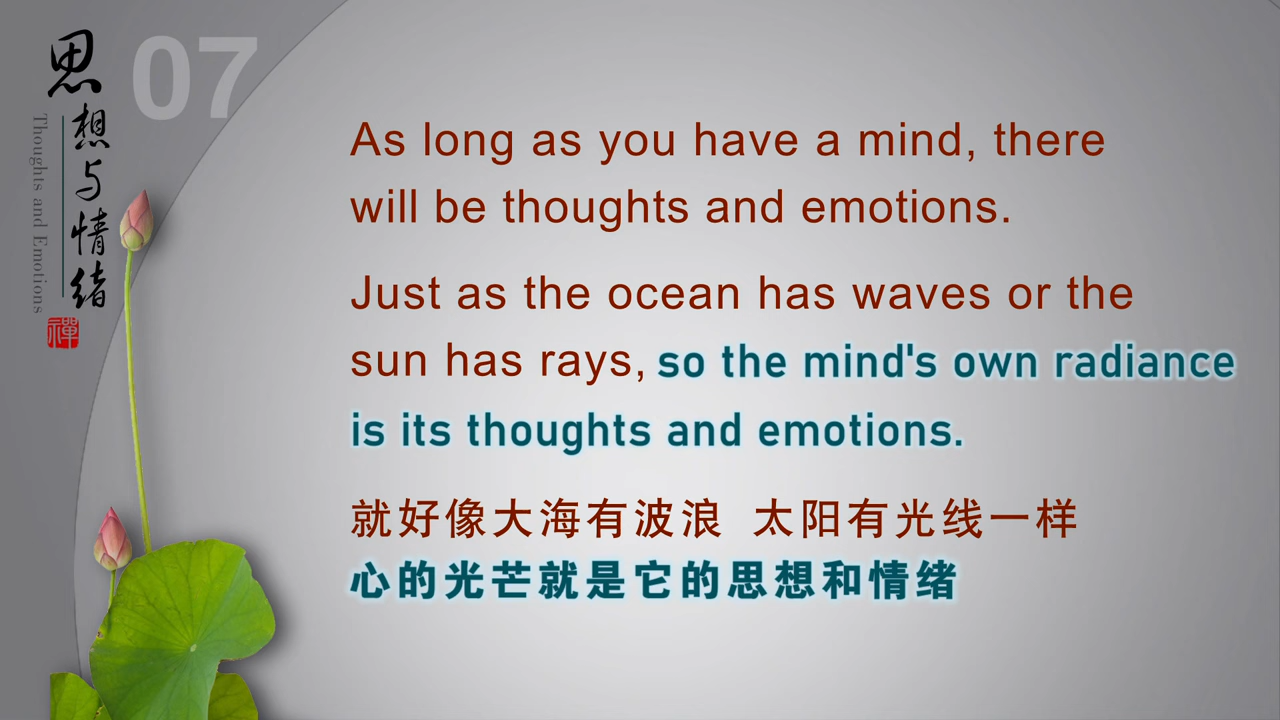 思想与情绪
Thoughts and Emotions
禪
07
As long as you have a mind, there
will be thoughts and emotions.
Just as the ocean has waves or the
sun has rays, so the mind's own radiance
is its thoughts and emotions.
就好像大海有波浪 太阳有光线一样
心的光芒就是它的思想和情绪